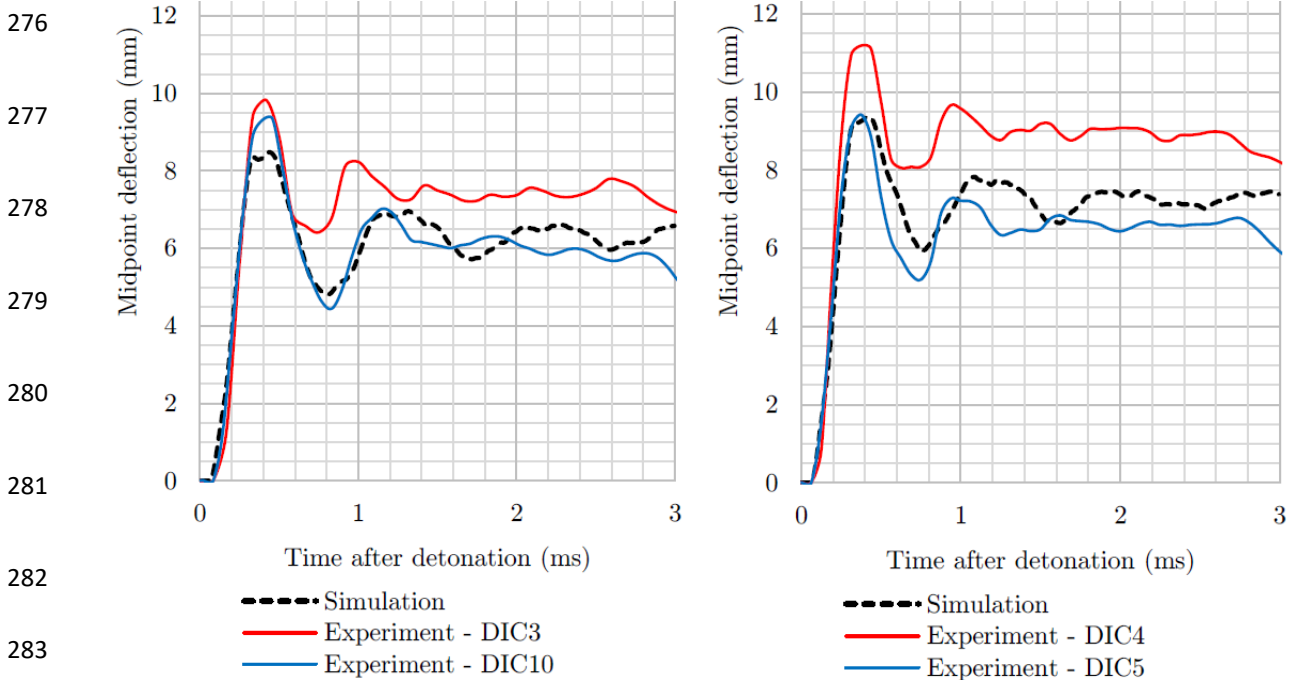 276
277
278
279
280
281
282
283
Midpoint deflection (mm)
12
10
8
6
4
2
0
0 1 2 3
Time after detonation (ms)
Simulation
Experiment - DIC3
Experiment - DIC10
Midpoint deflection (mm)
12
10
8
6
4
2
0
0 1 2 3
Time after detonation (ms)
Simulation
Experiment - DIC4
Experiment - DIC5